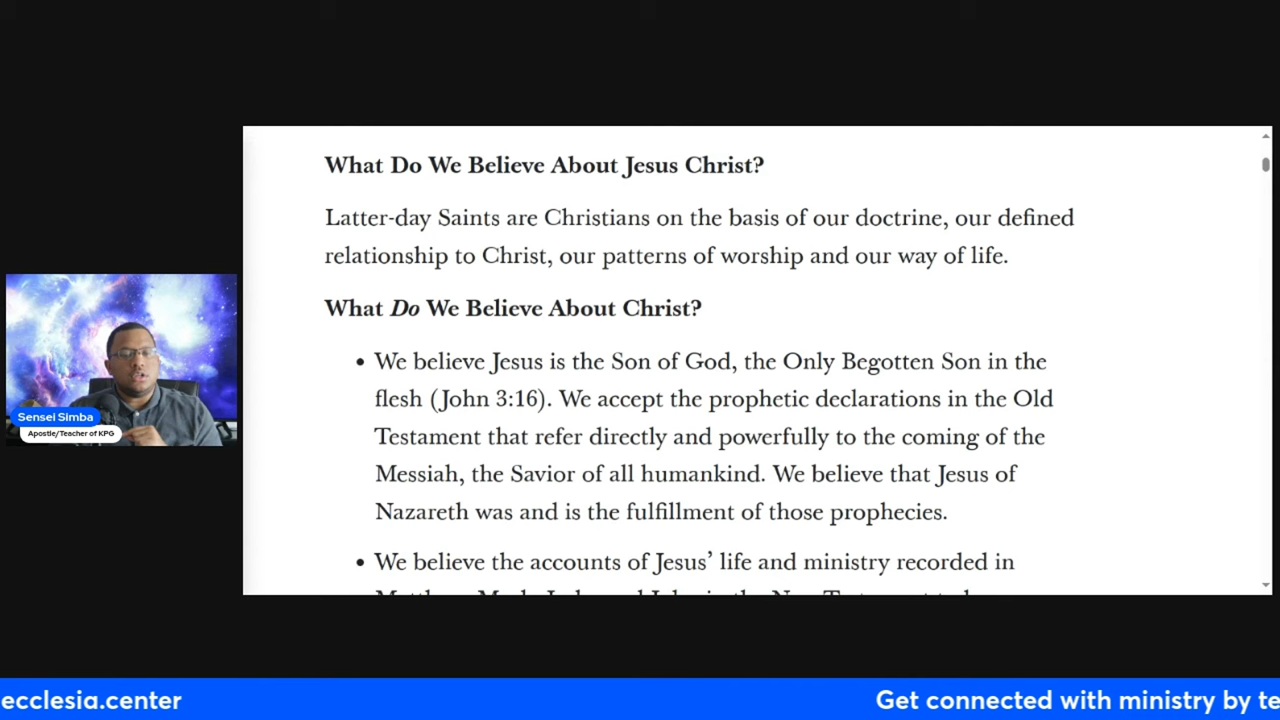 What Do We Believe About Jesus Christ?
Latter-day Saints are Christians on the basis of our doctrine, our defined
relationship to Christ, our patterns of worship and our way of life.
What Do We Believe About Christ?
• We believe Jesus is the Son of God, the Only Begotten Son in the
flesh (John 3:16). We accept the prophetic declarations in the Old
Testament that refer directly and powerfully to the coming of the
Messiah, the Savior of all humankind. We believe that Jesus of
Nazareth was and is the fulfillment of those prophecies.
• We believe the accounts of Jesus’ life and ministry recorded in
Sensei Simba
Apostle/Teacher of KPG
ecclesia.center
Get connected with ministry by te